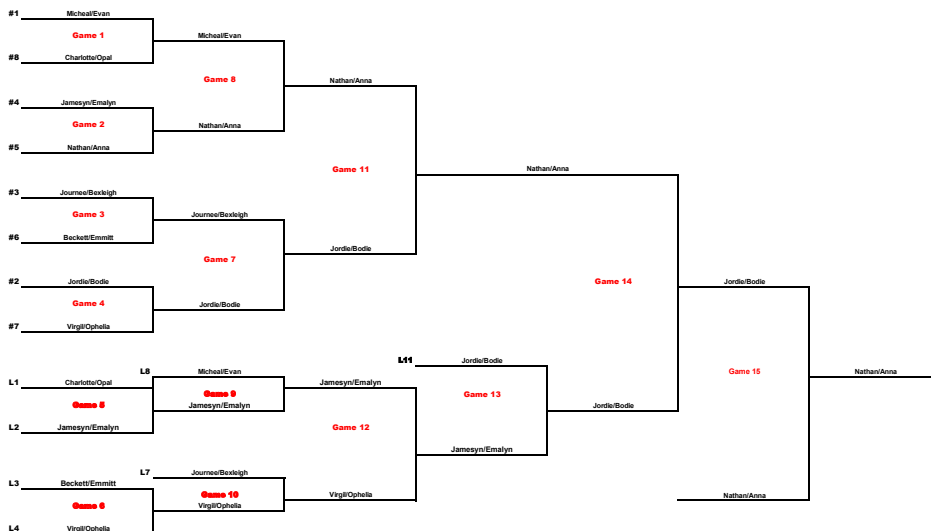 #1 Micheal/Evan
Game 1 Micheal/Evan
#8 Charlotte/Opal
Game 8 Nathan/Anna
#4 Jamesyn/Emalyn
Game 2 Nathan/Anna
#5 Nathan/Anna
Game 11 Nathan/Anna
#3 Journee/Bexleigh
Game 3 Journee/Bexleigh
#6 Beckett/Emmitt
Game 7 Jordie/Bodie
#2 Jordie/Bodie
Game 14 Jordie/Bodie
Game 4 Jordie/Bodie
#7 Virgil/Ophelia
L11 Jordie/Bodie
L8 Micheal/Evan
Game 15 Nathan/Anna
L1 Charlotte/Opal
Jamesyn/Emalyn
Game 9
Game 13
Game 5 Jamesyn/Emalyn
Jordie/Bodie
L2 Jamesyn/Emalyn
Game 12
Jamesyn/Emalyn
L7 Journee/Bexleigh
L3 Beckett/Emmitt
Game 10 Virgil/Ophelia
Nathan/Anna
Game 6 Virgil/Ophelia
L4 Virgil/Ophelia